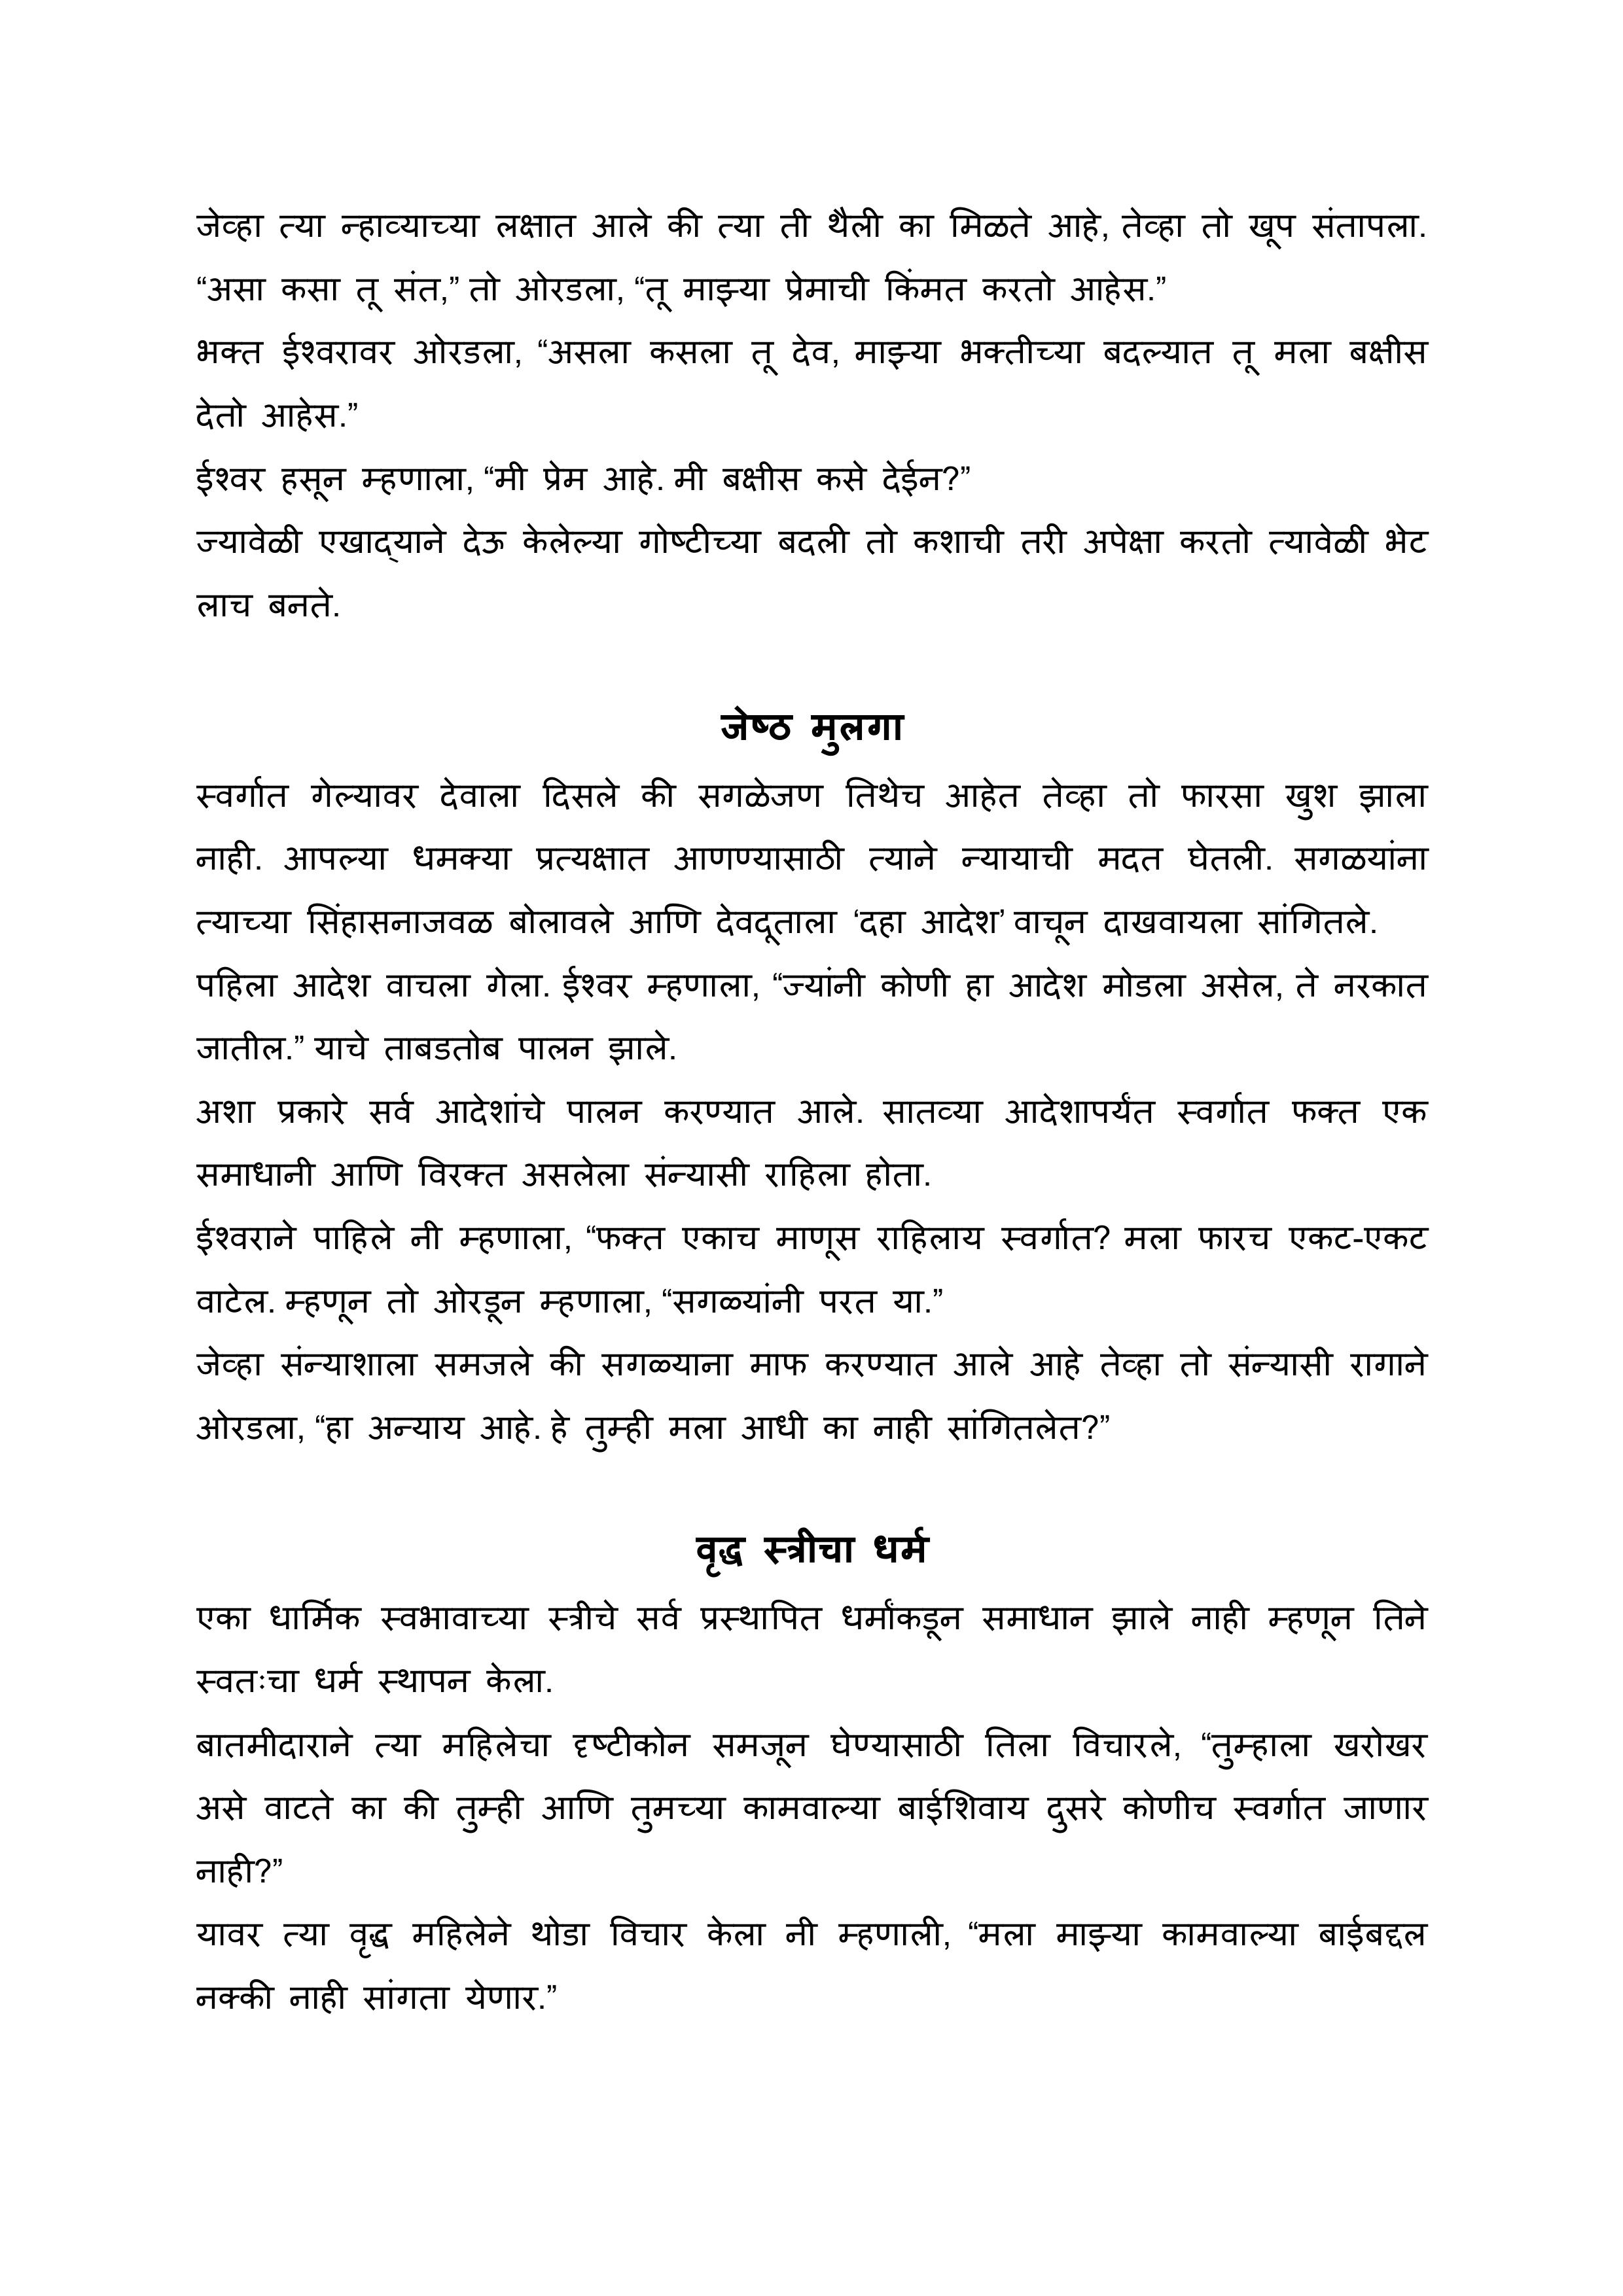 जेव्हा त्या न्हाव्याच्या लक्षात आले की त्या ती थैली का मिळते आहे, तेव्हा तो खूप संतापला.
“असा कसा तू संत,” तो ओरडला, “तू माझ्या प्रेमाची किंमत करतो आहेस.”
भक्त ईश्वरावर ओरडला, “असला कसला तू देव, माझ्या भक्तीच्या बदल्यात तू मला बक्षीस
देतो आहेस.”
ईश्वर हसून म्हणाला, “मी प्रेम आहे. मी बक्षीस कसे देईन?”
ज्यावेळी एखाद्याने देऊ केलेल्या गोष्टीच्या बदली तो कशाची तरी अपेक्षा करतो त्यावेळी भेट
लाच बनते.
जेष्ठ मुलगा
स्वर्गात गेल्यावर देवाला दिसले की सगळेजण तिथेच आहेत तेव्हा तो फारसा खुश झाला
नाही. आपल्या धमक्या प्रत्यक्षात आणण्यासाठी त्याने न्यायाची मदत घेतली. सगळयांना
त्याच्या सिंहासनाजवळ बोलावले आणि देवदूताला ‘दहा आदेश’ वाचून दाखवायला सांगितले.
पहिला आदेश वाचला गेला. ईश्वर म्हणाला, “ज्यांनी कोणी हा आदेश मोडला असेल, ते नरकात
जातील.” याचे ताबडतोब पालन झाले.
अशा प्रकारे सर्व आदेशांचे पालन करण्यात आले. सातव्या आदेशापर्यंत स्वर्गात फक्त एक
समाधानी आणि विरक्त असलेला संन्यासी राहिला होता.
ईश्वराने पाहिले नी म्हणाला, “फक्त एकाच माणूस राहिलाय स्वर्गात? मला फारच एकट-एकट
वाटेल. म्हणून तो ओरडून म्हणाला, “सगळ्यांनी परत या.”
जेव्हा संन्याशाला समजले की सगळ्याना माफ करण्यात आले आहे तेव्हा तो संन्यासी रागाने
ओरडला, “हा अन्याय आहे. हे तुम्ही मला आधी का नाही सांगितलेत?”
वृद्ध स्त्रीचा धर्म
एका धार्मिक स्वभावाच्या स्त्रीचे सर्व प्रस्थापित धर्मांकडून समाधान झाले नाही म्हणून तिने
स्वतःचा धर्म स्थापन केला.
बातमीदाराने त्या महिलेचा दृष्टीकोन समजून घेण्यासाठी तिला विचारले, “तुम्हाला खरोखर
असे वाटते का की तुम्ही आणि तुमच्या कामवाल्या बाईशिवाय दुसरे कोणीच स्वर्गात जाणार
नाही?”
यावर त्या वृद्ध महिलेने थोडा विचार केला नी म्हणाली, “मला माझ्या कामवाल्या बाईबद्दल
नक्की नाही सांगता येणार.”